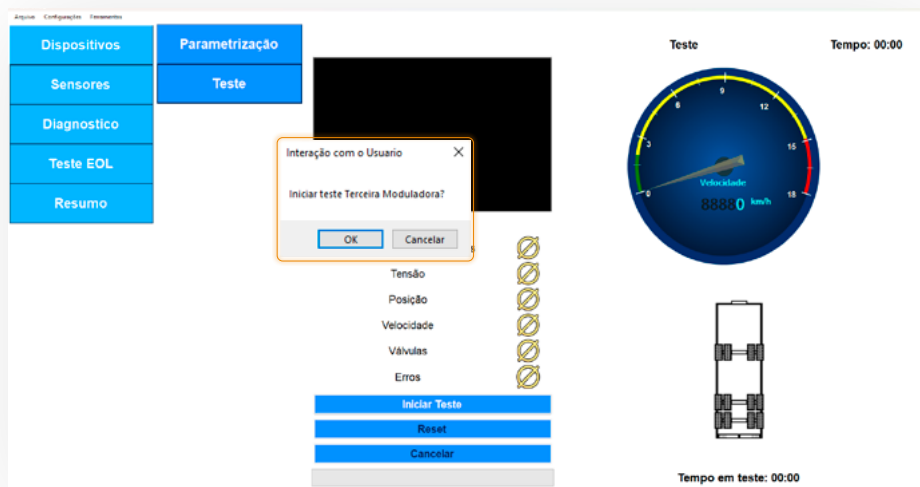 Arquivo Configurações Ferramentas
Dispositivos
Parametrização
Sensores
Teste
Diagnostico
Teste EOL
Resumo
Interação com o Usuario
Iniciar teste Terceira Moduladora?
OK
Cancelar
Tensão
Posição
Velocidade
Válvulas
Erros
Iniciar Teste
Reset
Cancelar
Teste
Tempo: 00:00
0
3
6
9
12
15
18
Velocidade
88880 km/h
Tempo em teste: 00:00